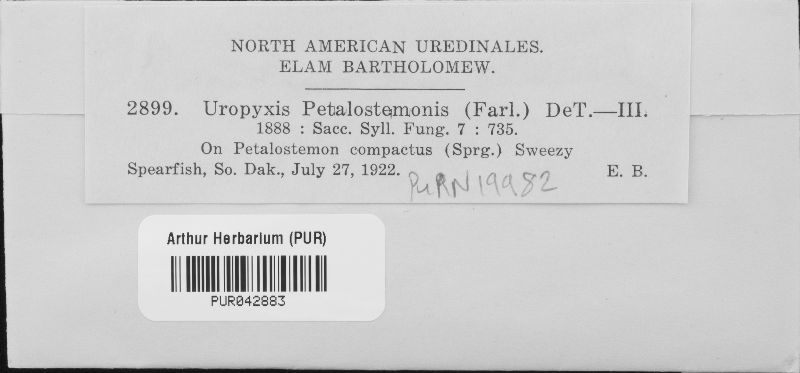 NORTH AMERICAN UREDINALES.
ELAM BARTHOLOMEW.
2899. Uropyxis Petalostemonis (Farl.) DeT.—III.
1888 : Sacc. Syll. Fung. 7 : 735.
On Petalostemon compactus (Sprg.) Sweezy
Spearfish, So. Dak., July 27, 1922. E. B.
PURN19982
Arthur Herbarium (PUR)
PUR042883